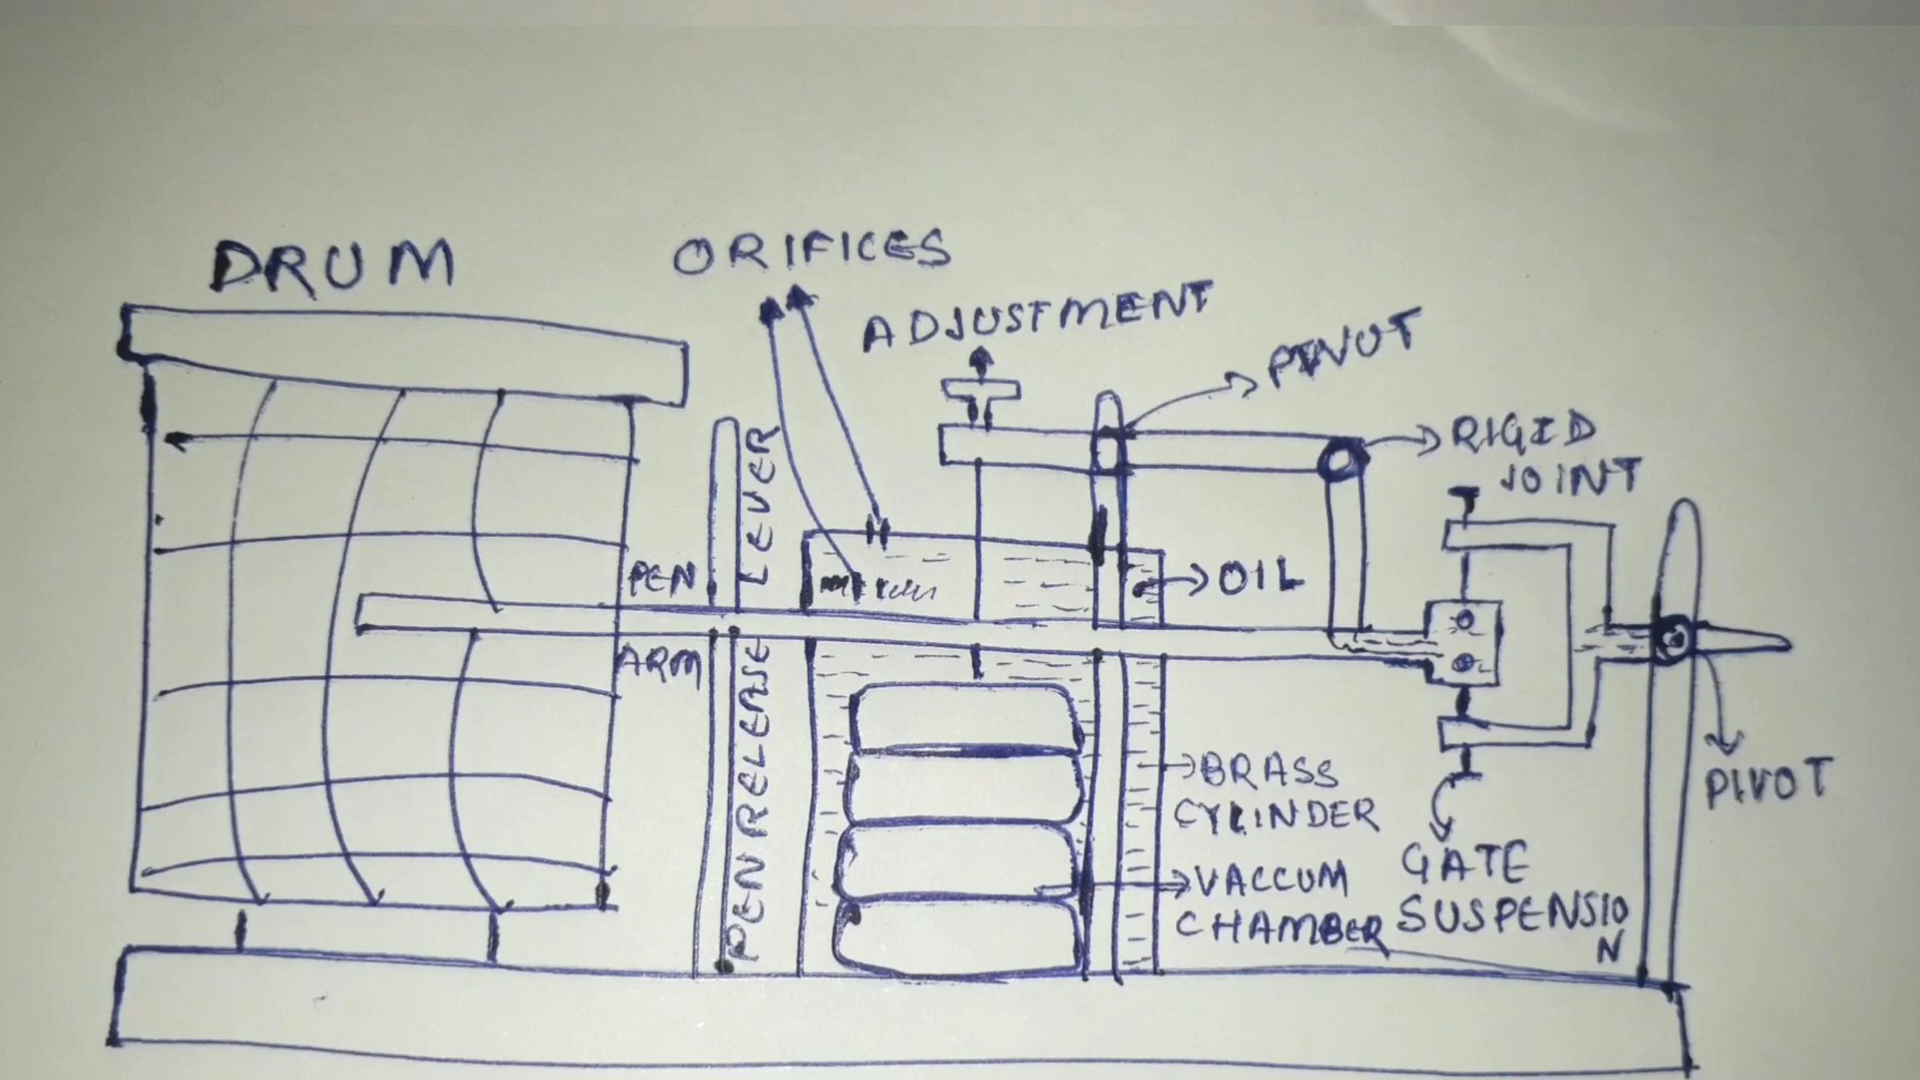 DRUM
ORIFICES
ADJUSTMENT
PIVOT
RIGID
JOINT
PEN
ARM
PEN RELEASE LEVER
OIL
BRASS
CYLINDER
VACCUM
CHAMBER
GATE
SUSPENSIO
N
PIVOT